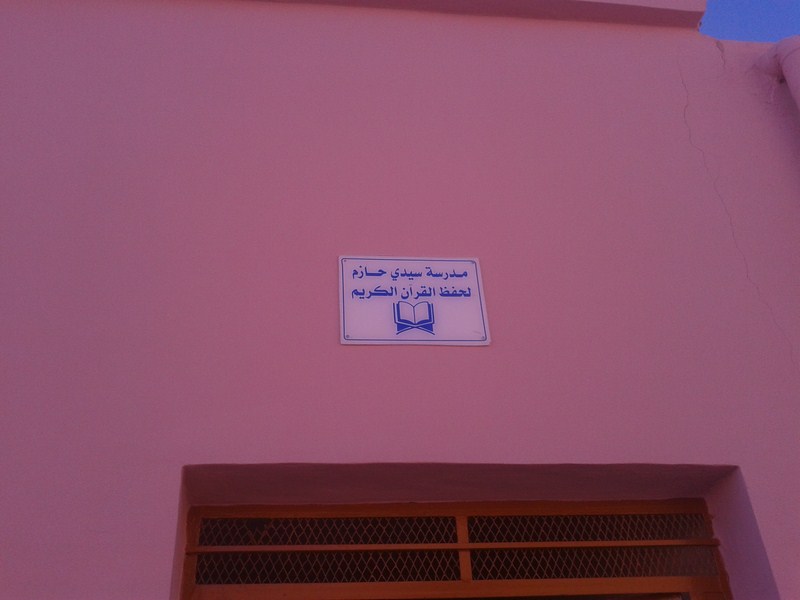 مدرسة سيدي حازم
لحفظ القرآن الكريم